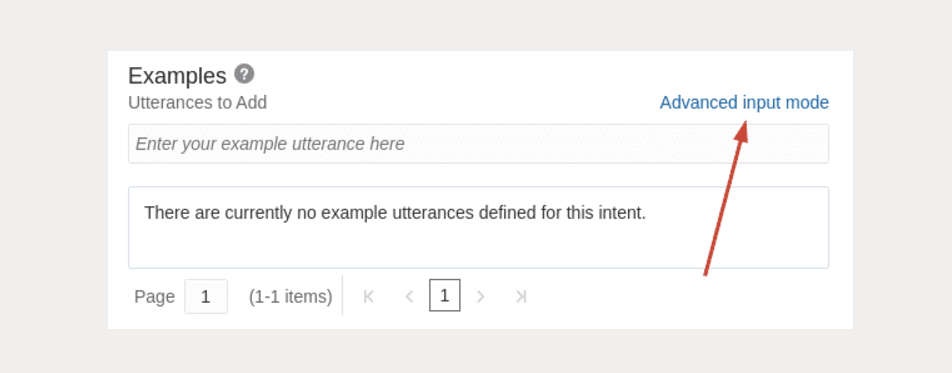 Examples ?
Utterances to Add
Advanced input mode
Enter your example utterance here
There are currently no example utterances defined for this intent.
Page 1 (1-1 items) 1